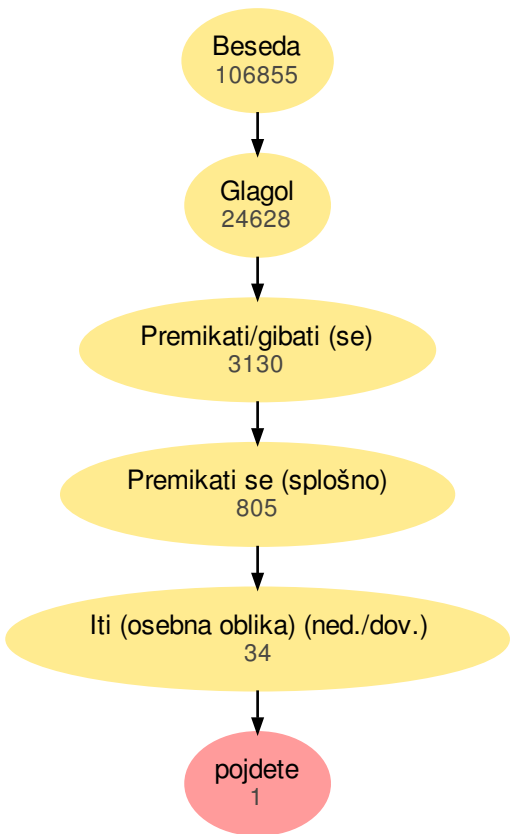 Beseda
106855
Glagol
24628
Premikati/gibati (se)
3130
Premikati se (splošno)
805
Iti (osebna oblika) (ned./dov.)
34
pojdete
1